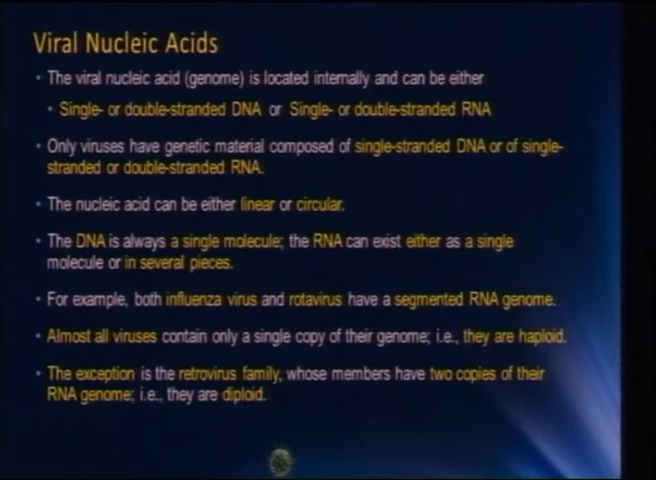 Viral Nucleic Acids
• The viral nucleic acid (genome) is located internally and can be either
• Single- or double-stranded DNA or Single- or double-stranded RNA
• Only viruses have genetic material composed of single-stranded DNA or of single-
stranded or double-stranded RNA.
• The nucleic acid can be either linear or circular.
• The DNA is always a single molecule; the RNA can exist either as a single
molecule or in several pieces.
• For example, both influenza virus and rotavirus have a segmented RNA genome.
• Almost all viruses contain only a single copy of their genome; i.e., they are haploid.
• The exception is the retrovirus family, whose members have two copies of their
RNA genome; i.e., they are diploid.